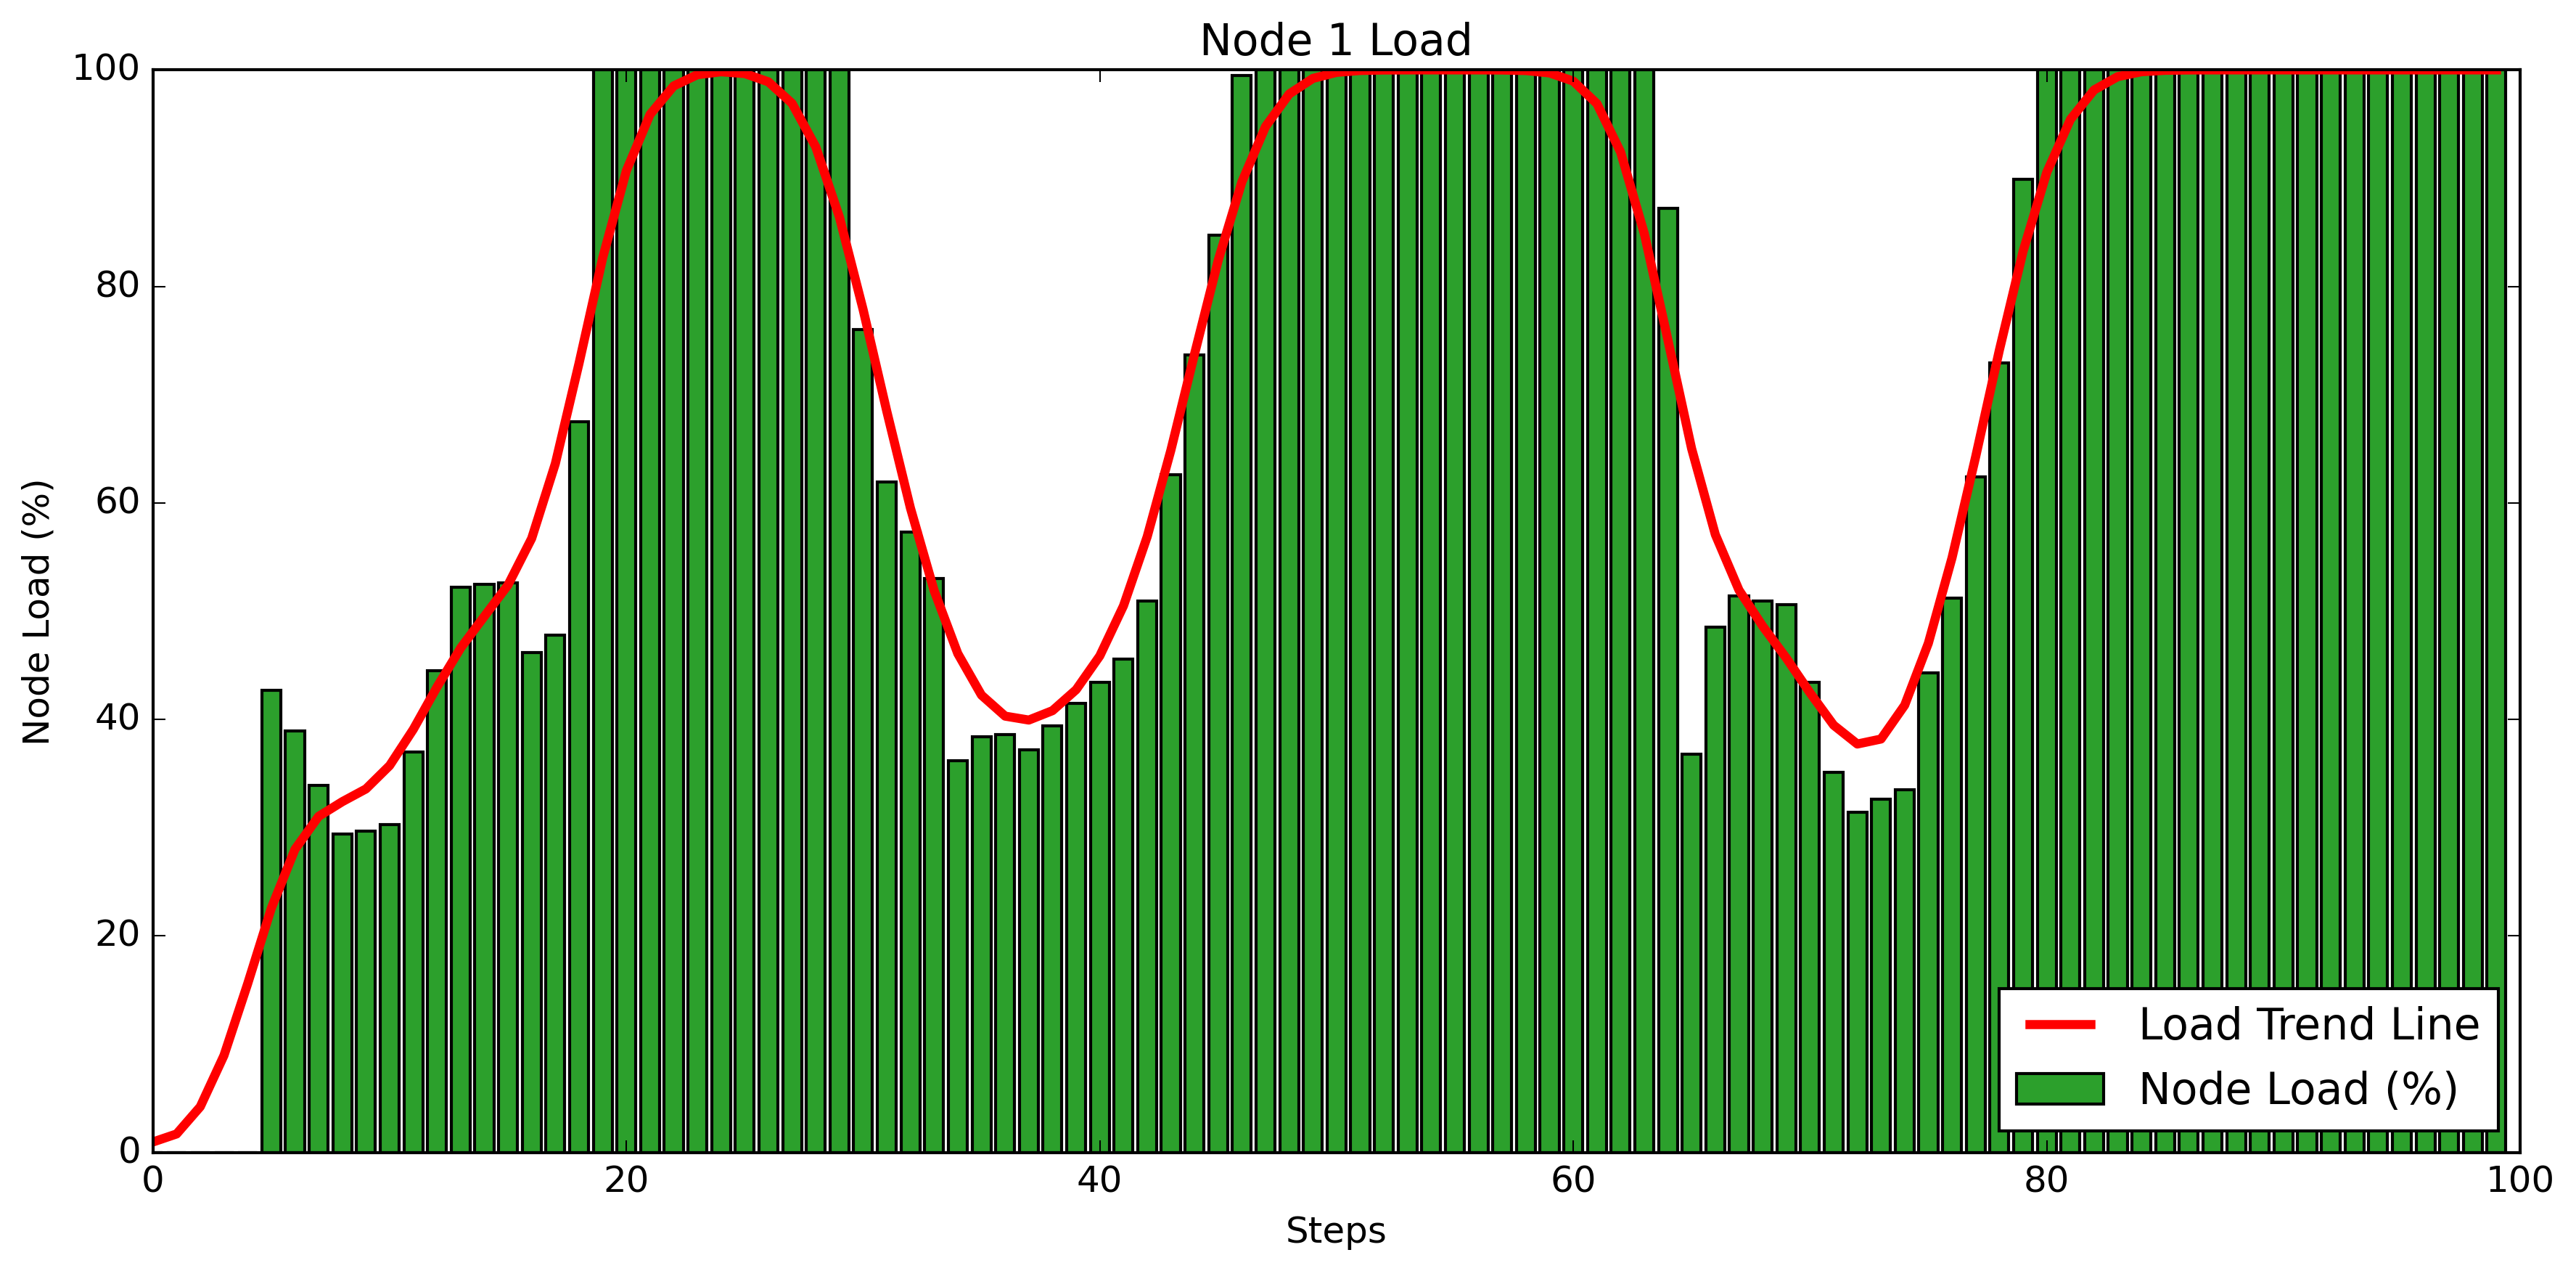 Node 1 Load
100
80
60
40
20
0
Node Load (%)
0 20 40 60 80 100
Steps
Load Trend Line
Node Load (%)